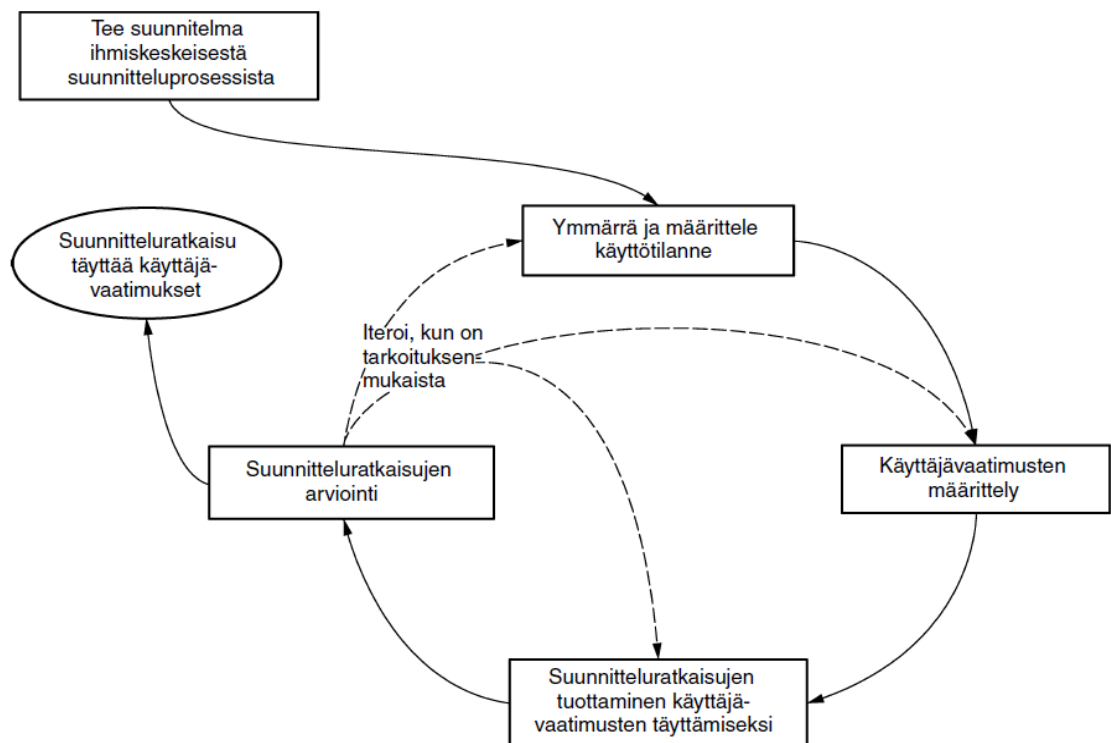 Tee suunnitelma
ihmiskeskeisestä
suunnitteluprosessista
Ymmärrä ja määrittele
käyttötilanne
Suunnitteluratkaisu
täyttää käyttäjä-
vaatimukset
Iteroi, kun on
tarkoituksen-
mukaista
Suunnitteluratkaisujen
arviointi
Käyttäjävaatimusten
määrittely
Suunnitteluratkaisujen
tuottaminen käyttäjä-
vaatimusten täyttämiseksi